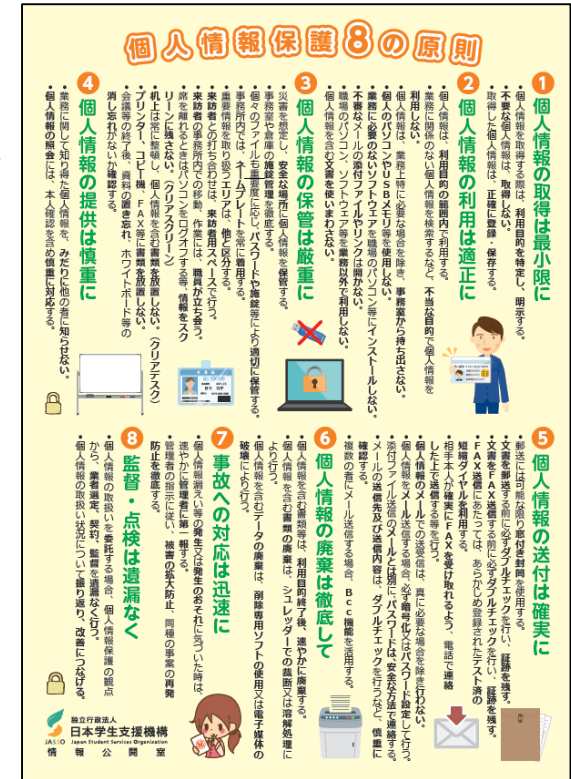 個人情報保護8の原則
1 個人情報の取得は最小限に
・個人情報を取得する際は、利用目的を特定し、明示する。
・不要な個人情報は、取得しない。
・取得した個人情報は、正確に登録・保存する。
2 個人情報の利用は適正に
・個人情報は、利用目的の範囲内で利用する。
・業務に関係のない個人情報を検索するなど、不当な目的で個人情報を
利用しない。
・個人情報は、業務上特に必要な場合を除き、事務室から持ち出さない。
・個人のパソコンやUSBメモリ等を使用しない。
・業務に必要のないソフトウェアを職場のパソコン等にインストールしない。
・不審なメールの添付ファイルやリンクは開かない。
・職場のパソコン、ソフトウェア等を業務以外で利用しない。
・個人情報を含む文書を使いまわさない。
3 個人情報の保管は厳重に
・災害を想定し、安全な場所に個人情報を保管する。
・事務室や倉庫の施錠管理を徹底する。
・個々のファイルも重要度に応じ、パスワードや施錠等により適切に保管する。
・事務所内では、ネームプレートを常に着用する。
・重要情報を取り扱うエリアは、他と区分する。
・来訪者との打ち合わせは、来訪者用スペースで行う。
・来訪者の事務所内での移動、作業には、職員が立ち会う。
・席を離れるときはパソコンをログオフする等、情報をスク
リーンに残さない。(クリアスクリーン)
・机上は常に整頓し、個人情報を含む書類を放置しない。(クリアデスク)
・プリンター、コピー機、FAX等に書類を放置しない。
・会議等の終了後、資料の置き忘れ、ホワイトボード等の
消し忘れがないか確認する。
4 個人情報の提供は慎重に
・業務に関して知り得た個人情報を、みだりに他の者に知らせない。
・個人情報の照会には、本人確認を含め慎重に対応する。
5 個人情報の送付は確実に
・郵送には可能な限り窓付き封筒を使用する。
・文書を郵送する前に必ずダブルチェックを行い、証跡を残す。
・文書をFAX送信する前に必ずダブルチェックを行い、証跡を残す。
・FAX送信にあたっては、あらかじめ登録されたテスト済の
短縮ダイヤルを利用する。
・相手本人が確実にFAXを受け取れるよう、電話で連絡
した上で送信する等を行う。
・個人情報のメールでの送受信は、真に必要な場合を除き行わない。
・個人情報をメール送信する場合、必ず暗号化又はパスワード設定して行う。
・添付ファイル送信のメールとは別に、パスワードは、安全な方法で連絡する。
・メールの送信先及び送信内容は、ダブルチェックを行うなど、慎重に
確認する。
・複数の者にメール送信する場合、Bcc機能を活用する。
6 個人情報の廃棄は徹底して
・個人情報を含む書類等は、利用目的終了後、速やかに廃棄する。
・個人情報を含む書類の廃棄は、シュレッダーでの裁断又は溶解処理に
より行う。
・個人情報を含むデータの廃棄は、削除専用ソフトの使用又は電子媒体の
破壊により行う。
7 事故への対応は迅速に
・個人情報漏えい等の発生又は発生のおそれに気づいた時は、
速やかに管理者に第一報する。
・管理者の指示に従い、被害の拡大防止、同種の事案の再発
防止を徹底する。
8 監督・点検は遺漏なく
・個人情報の取扱いを委託する場合、個人情報保護の観点
から、業者選定、契約、監督を遺漏なく行う。
・個人情報の取扱い状況について振り返り、改善につなげる。
JASSO
独立行政法人
日本学生支援機構
Japan Student Services Organization
情報公開室